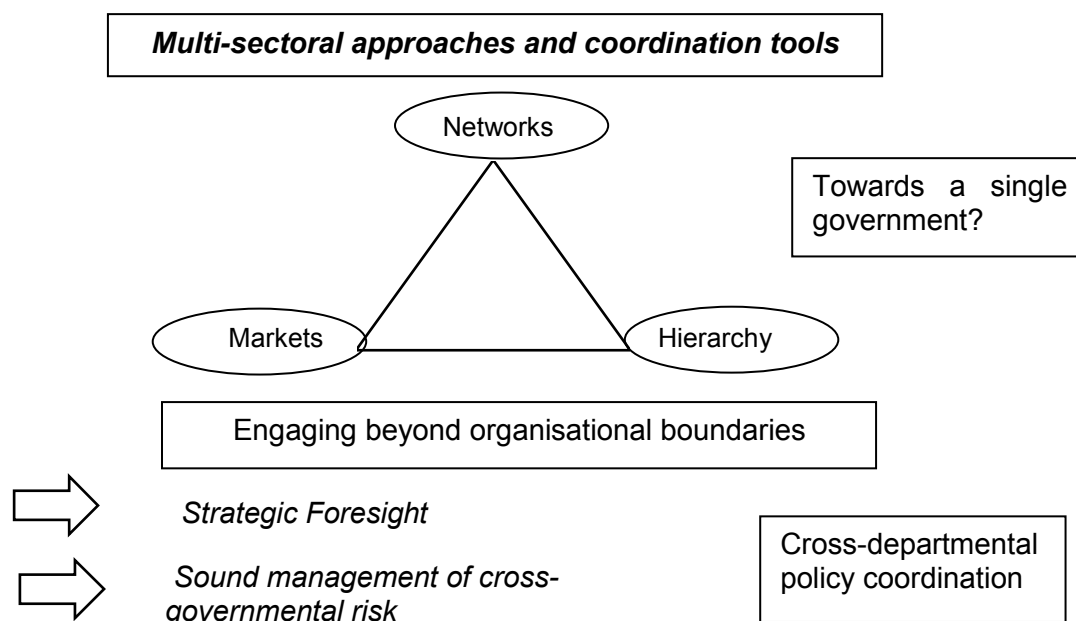 Multi-sectoral approaches and coordination tools
Networks
Towards a single
government?
Markets
Hierarchy
Engaging beyond organisational boundaries
Strategic Foresight
Cross-departmental
policy coordination
Sound management of cross-
governmental risk